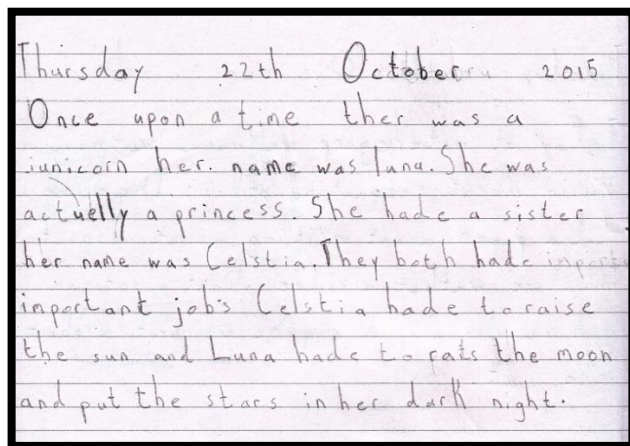 Thursday 22th October 2015
Once upon a time ther was a
iunicorn her. name was luna. She was
actuelly a princess. She hade a sister
her name was Celstia. They both hade import
important job's Celstia hade to raise
the sun and Luna hade to rats the moon
and put the stars in her dark night.